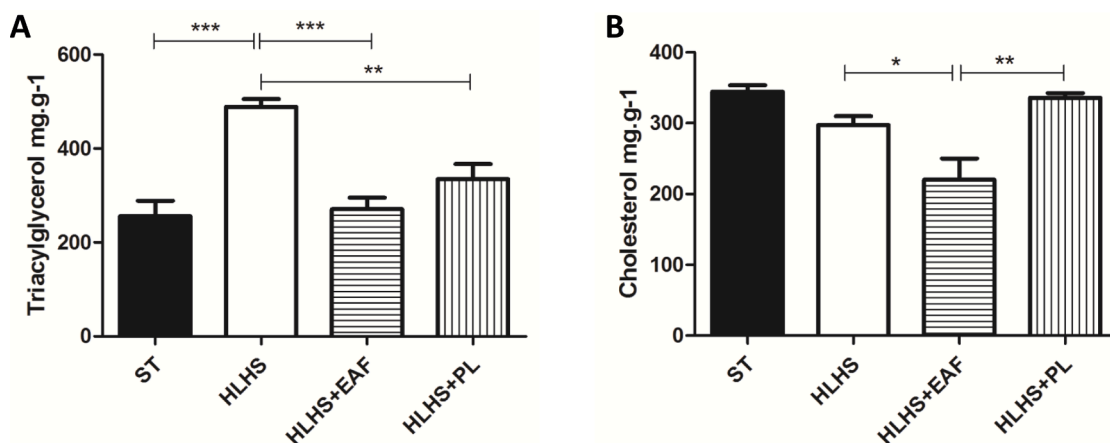 A
***
***
**
600
400
200
0
Triacylglycerol mg.g-1
ST
HLHS
HLHS+EAF
HLHS+PL
B
*
**
400
300
200
100
0
Cholesterol mg.g-1
ST
HLHS
HLHS+EAF
HLHS+PL